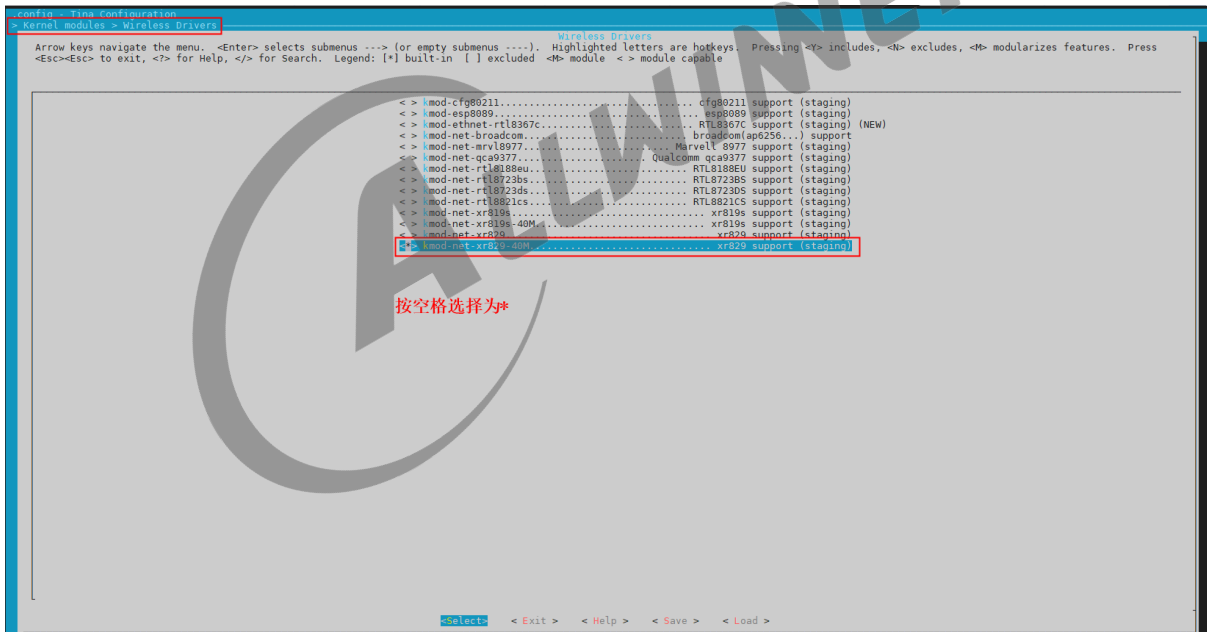 .config - Tina Configuration
> Kernel modules > Wireless Drivers
Wireless Drivers
Arrow keys navigate the menu.  <Enter> selects submenus ---> (or empty submenus ----).  Highlighted letters are hotkeys.  Pressing <Y> includes, <N> excludes, <M> modularizes features.  Press
<Esc><Esc> to exit, <?> for Help, </> for Search.  Legend: [*] built-in  [ ] excluded  <M> module  < > module capable
< > kmod-cfg80211................................ cfg80211 support (staging)
< > kmod-esp8089................................... esp8089 support (staging)
< > kmod-ethnet-rtl8367c.......................... RTL8367C support (staging) (NEW)
< > kmod-net-broadcom............................ broadcom(ap6256...) support
< > kmod-net-mrvl8977......................... Marvell 8977 support (staging)
< > kmod-net-qca9377...................... Qualcomm qca9377 support (staging)
< > kmod-net-rtl8188eu........................... RTL8188EU support (staging)
< > kmod-net-rtl8723bs........................... RTL8723BS support (staging)
< > kmod-net-rtl8723ds........................... RTL8723DS support (staging)
< > kmod-net-rtl8821cs........................... RTL8821CS support (staging)
< > kmod-net-xr819s................................. xr819s support (staging)
< > kmod-net-xr819s-40M............................. xr819s support (staging)
< > kmod-net-xr829................................... xr829 support (staging)
<*> kmod-net-xr829-40M............................... xr829 support (staging)
按空格选择为*
<Select>    < Exit >    < Help >    < Save >    < Load >
ALLWINNE